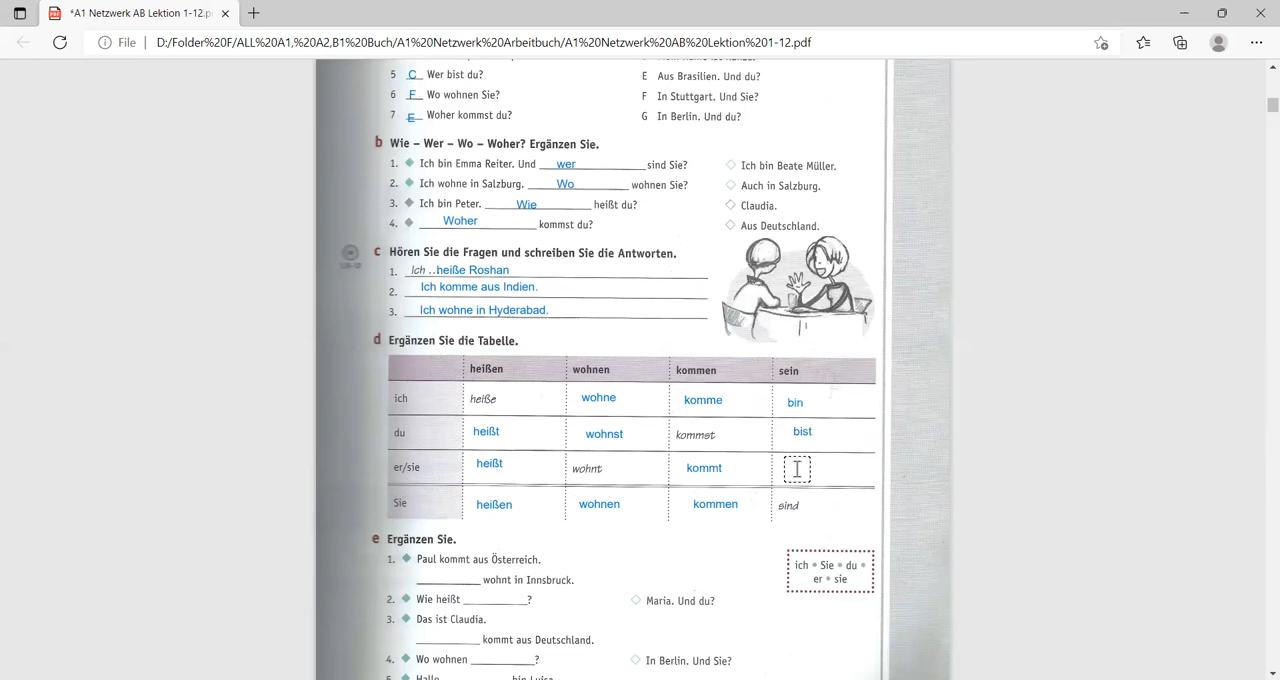 *A1 Netzwerk AB Lektion 1-12.p
File D:/Folder%20F/ALL%20A1,%20A2,B1%20Buch/A1%20Netzwerk%20Arbeitbuch/A1%20Netzwerk%20AB%20Lektion%201-12.pdf
5 C Wer bist du? E Aus Brasilien. Und du?
6 F Wo wohnen Sie? F In Stuttgart. Und Sie?
7 E Woher kommst du? G In Berlin. Und du?
b Wie – Wer – Wo – Woher? Ergänzen Sie.
1. Ich bin Emma Reiter. Und wer sind Sie? Ich bin Beate Müller.
2. Ich wohne in Salzburg. Wo wohnen Sie? Auch in Salzburg.
3. Ich bin Peter. Wie heißt du? Claudia.
4. Woher kommst du? Aus Deutschland.
c Hören Sie die Fragen und schreiben Sie die Antworten.
1. Ich ..heiße Roshan
2. Ich komme aus Indien.
3. Ich wohne in Hyderabad.
d Ergänzen Sie die Tabelle.
heißen wohnen kommen sein
ich heiße wohne komme bin
du heißt wohnst kommst bist
er/sie heißt wohnt kommt
Sie heißen wohnen kommen sind
e Ergänzen Sie.
1. Paul kommt aus Österreich.
_________ wohnt in Innsbruck.
ich • Sie • du •
er • sie
2. Wie heißt _________? Maria. Und du?
3. Das ist Claudia.
_________ kommt aus Deutschland.
4. Wo wohnen _________? In Berlin. Und Sie?
5. Hallo, _________ bin Luisa.